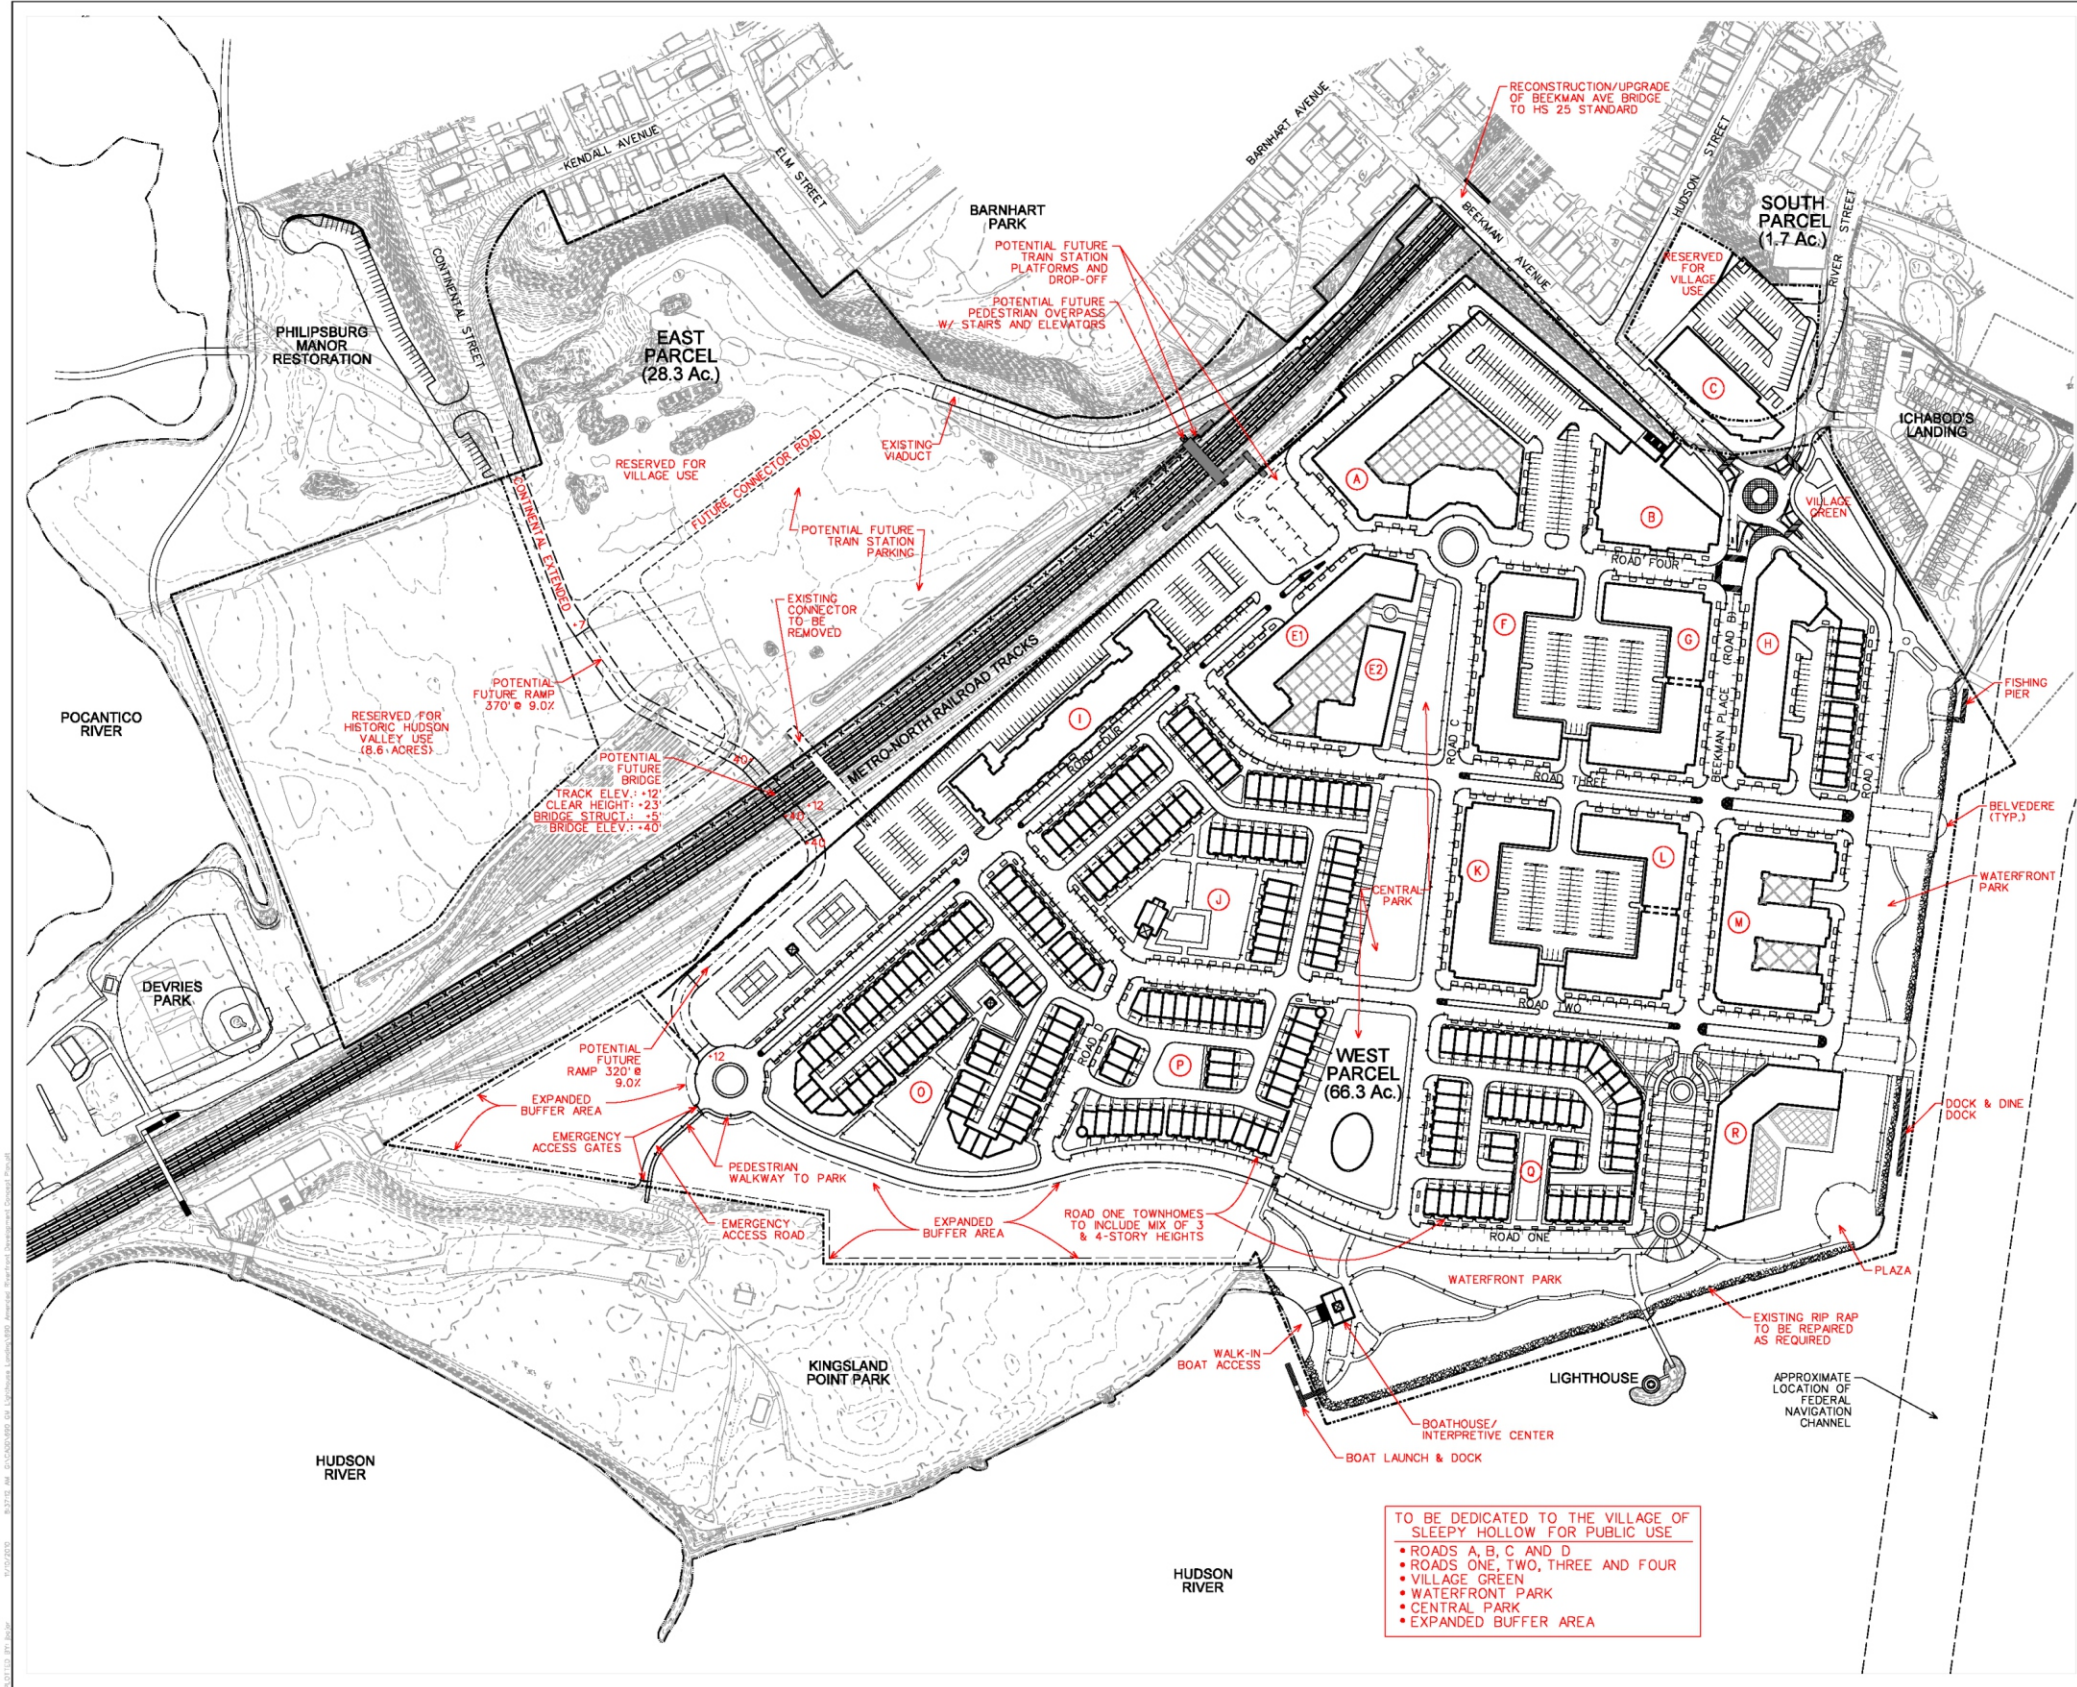 RECONSTRUCTION/UPGRADE
OF BEEKMAN AVE BRIDGE
TO HS 25 STANDARD
BARNHART AVENUE
KENDALL AVENUE
ELM STREET
HUDSON STREET
BEEKMAN AVENUE
RIVER STREET
SOUTH
PARCEL
(1.7 Ac.)
RESERVED
FOR
VILLAGE
USE
BARNHART
PARK
POTENTIAL FUTURE
TRAIN STATION
PLATFORMS AND
DROP-OFF
POTENTIAL FUTURE
PEDESTRIAN OVERPASS
W/ STAIRS AND ELEVATORS
CONTINENTAL STREET
PHILIPSBURG
MANOR
RESTORATION
EAST
PARCEL
(28.3 Ac.)
C
ICHABOD'S
LANDING
EXISTING
VIADUCT
RESERVED FOR
VILLAGE USE
FUTURE CONNECTOR ROAD
CONTINENTAL EXTENDED
POTENTIAL FUTURE
TRAIN STATION
PARKING
A
B
VILLAGE
GREEN
ROAD FOUR
EXISTING
CONNECTOR
TO BE
REMOVED
+7
E1
E2
F
G
H
METRO-NORTH RAILROAD TRACKS
POTENTIAL
FUTURE RAMP
370' @ 9.0%
FISHING
PIER
POCANTICO
RIVER
RESERVED FOR
HISTORIC HUDSON
VALLEY USE
(8.6 ACRES)
I
ROAD FOUR
ROAD C
BEEKMAN PLACE
(ROAD B)
ROAD A
ROAD THREE
POTENTIAL
FUTURE
BRIDGE
TRACK ELEV.: +12'
CLEAR HEIGHT: +23'
BRIDGE STRUCT.: +5'
BRIDGE ELEV.: +40'
40'
+12
+40
+40
BELVEDERE
(TYP.)
K
L
J
CENTRAL
PARK
M
WATERFRONT
PARK
DEVRIES
PARK
ROAD TWO
POTENTIAL
FUTURE
RAMP 320' @
9.0%
+12
ROAD D
WEST
PARCEL
(66.3 Ac.)
P
O
EXPANDED
BUFFER AREA
EMERGENCY
ACCESS GATES
PEDESTRIAN
WALKWAY TO PARK
EMERGENCY
ACCESS ROAD
EXPANDED
BUFFER AREA
ROAD ONE TOWNHOMES
TO INCLUDE MIX OF 3
& 4-STORY HEIGHTS
Q
R
DOCK & DINE
DOCK
ROAD ONE
WATERFRONT PARK
PLAZA
EXISTING RIP RAP
TO BE REPAIRED
AS REQUIRED
WALK-IN
BOAT ACCESS
KINGSLAND
POINT PARK
LIGHTHOUSE
APPROXIMATE
LOCATION OF
FEDERAL
NAVIGATION
CHANNEL
BOATHOUSE/
INTERPRETIVE CENTER
BOAT LAUNCH & DOCK
HUDSON
RIVER
HUDSON
RIVER
TO BE DEDICATED TO THE VILLAGE OF
SLEEPY HOLLOW FOR PUBLIC USE
• ROADS A, B, C AND D
• ROADS ONE, TWO, THREE AND FOUR
• VILLAGE GREEN
• WATERFRONT PARK
• CENTRAL PARK
• EXPANDED BUFFER AREA